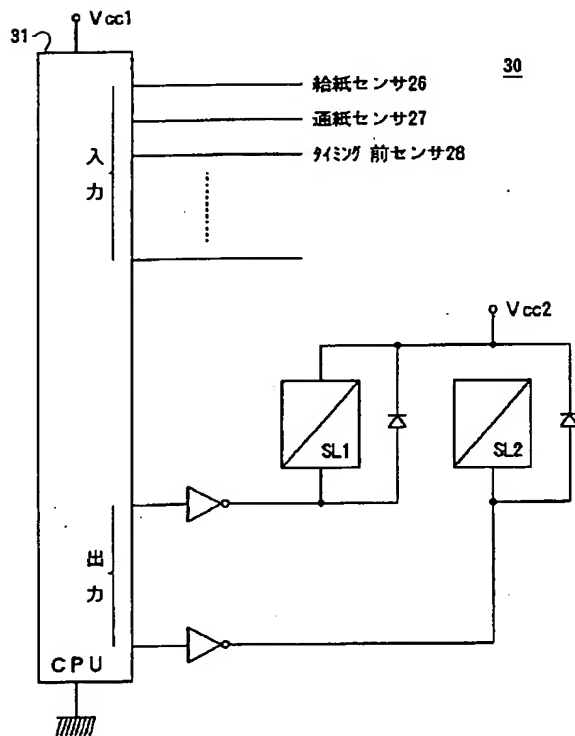 31
Vcc1
30
給紙センサ26
通紙センサ27
タイミング 前センサ28
入
力
Vcc2
SL1
SL2
出
力
CPU